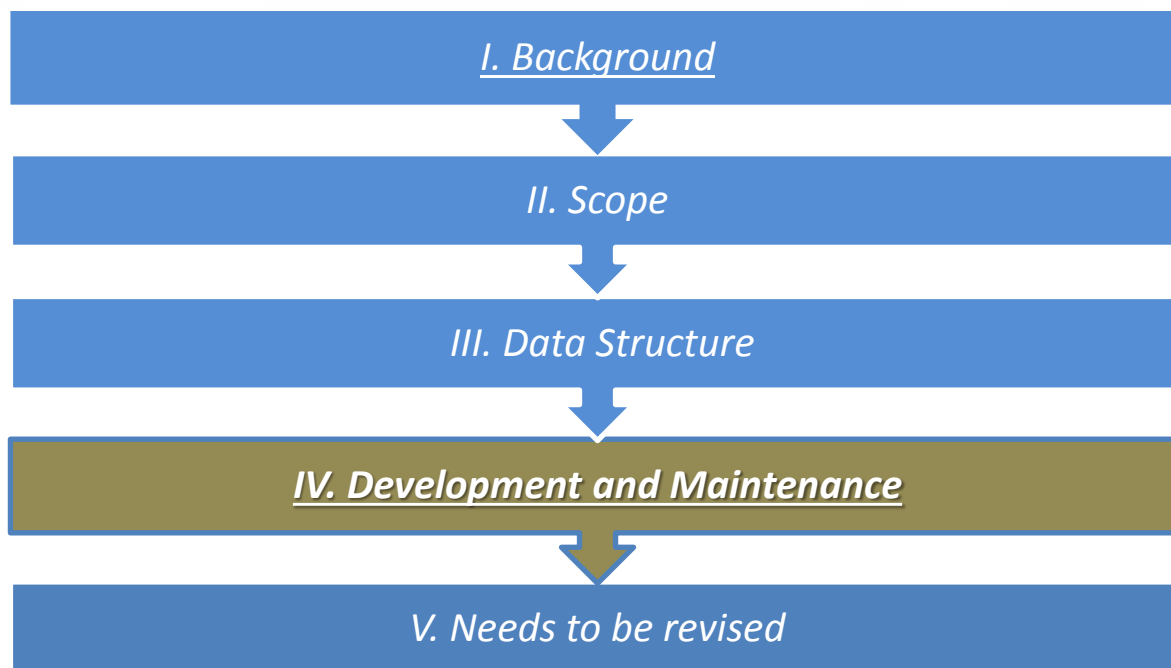 I. Background
II. Scope
III. Data Structure
IV. Development and Maintenance
V. Needs to be revised